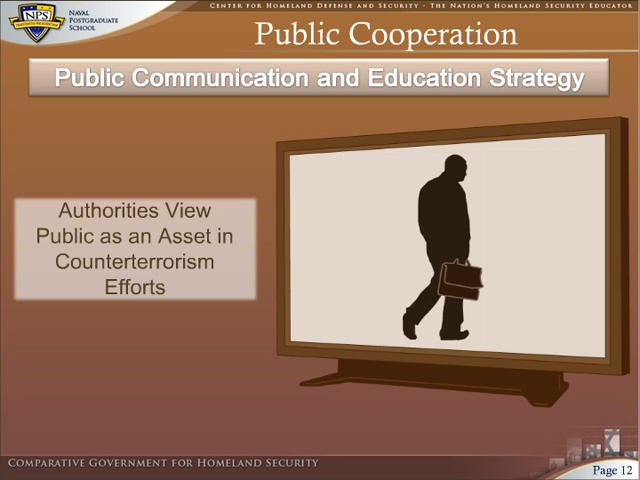 CENTER FOR HOMELAND DEFENSE AND SECURITY · THE NATION'S HOMELAND SECURITY EDUCATOR
NPS
NAVAL
POSTGRADUATE
SCHOOL
Public Cooperation
Public Communication and Education Strategy
Authorities View
Public as an Asset in
Counterterrorism
Efforts
COMPARATIVE GOVERNMENT FOR HOMELAND SECURITY
Page 12